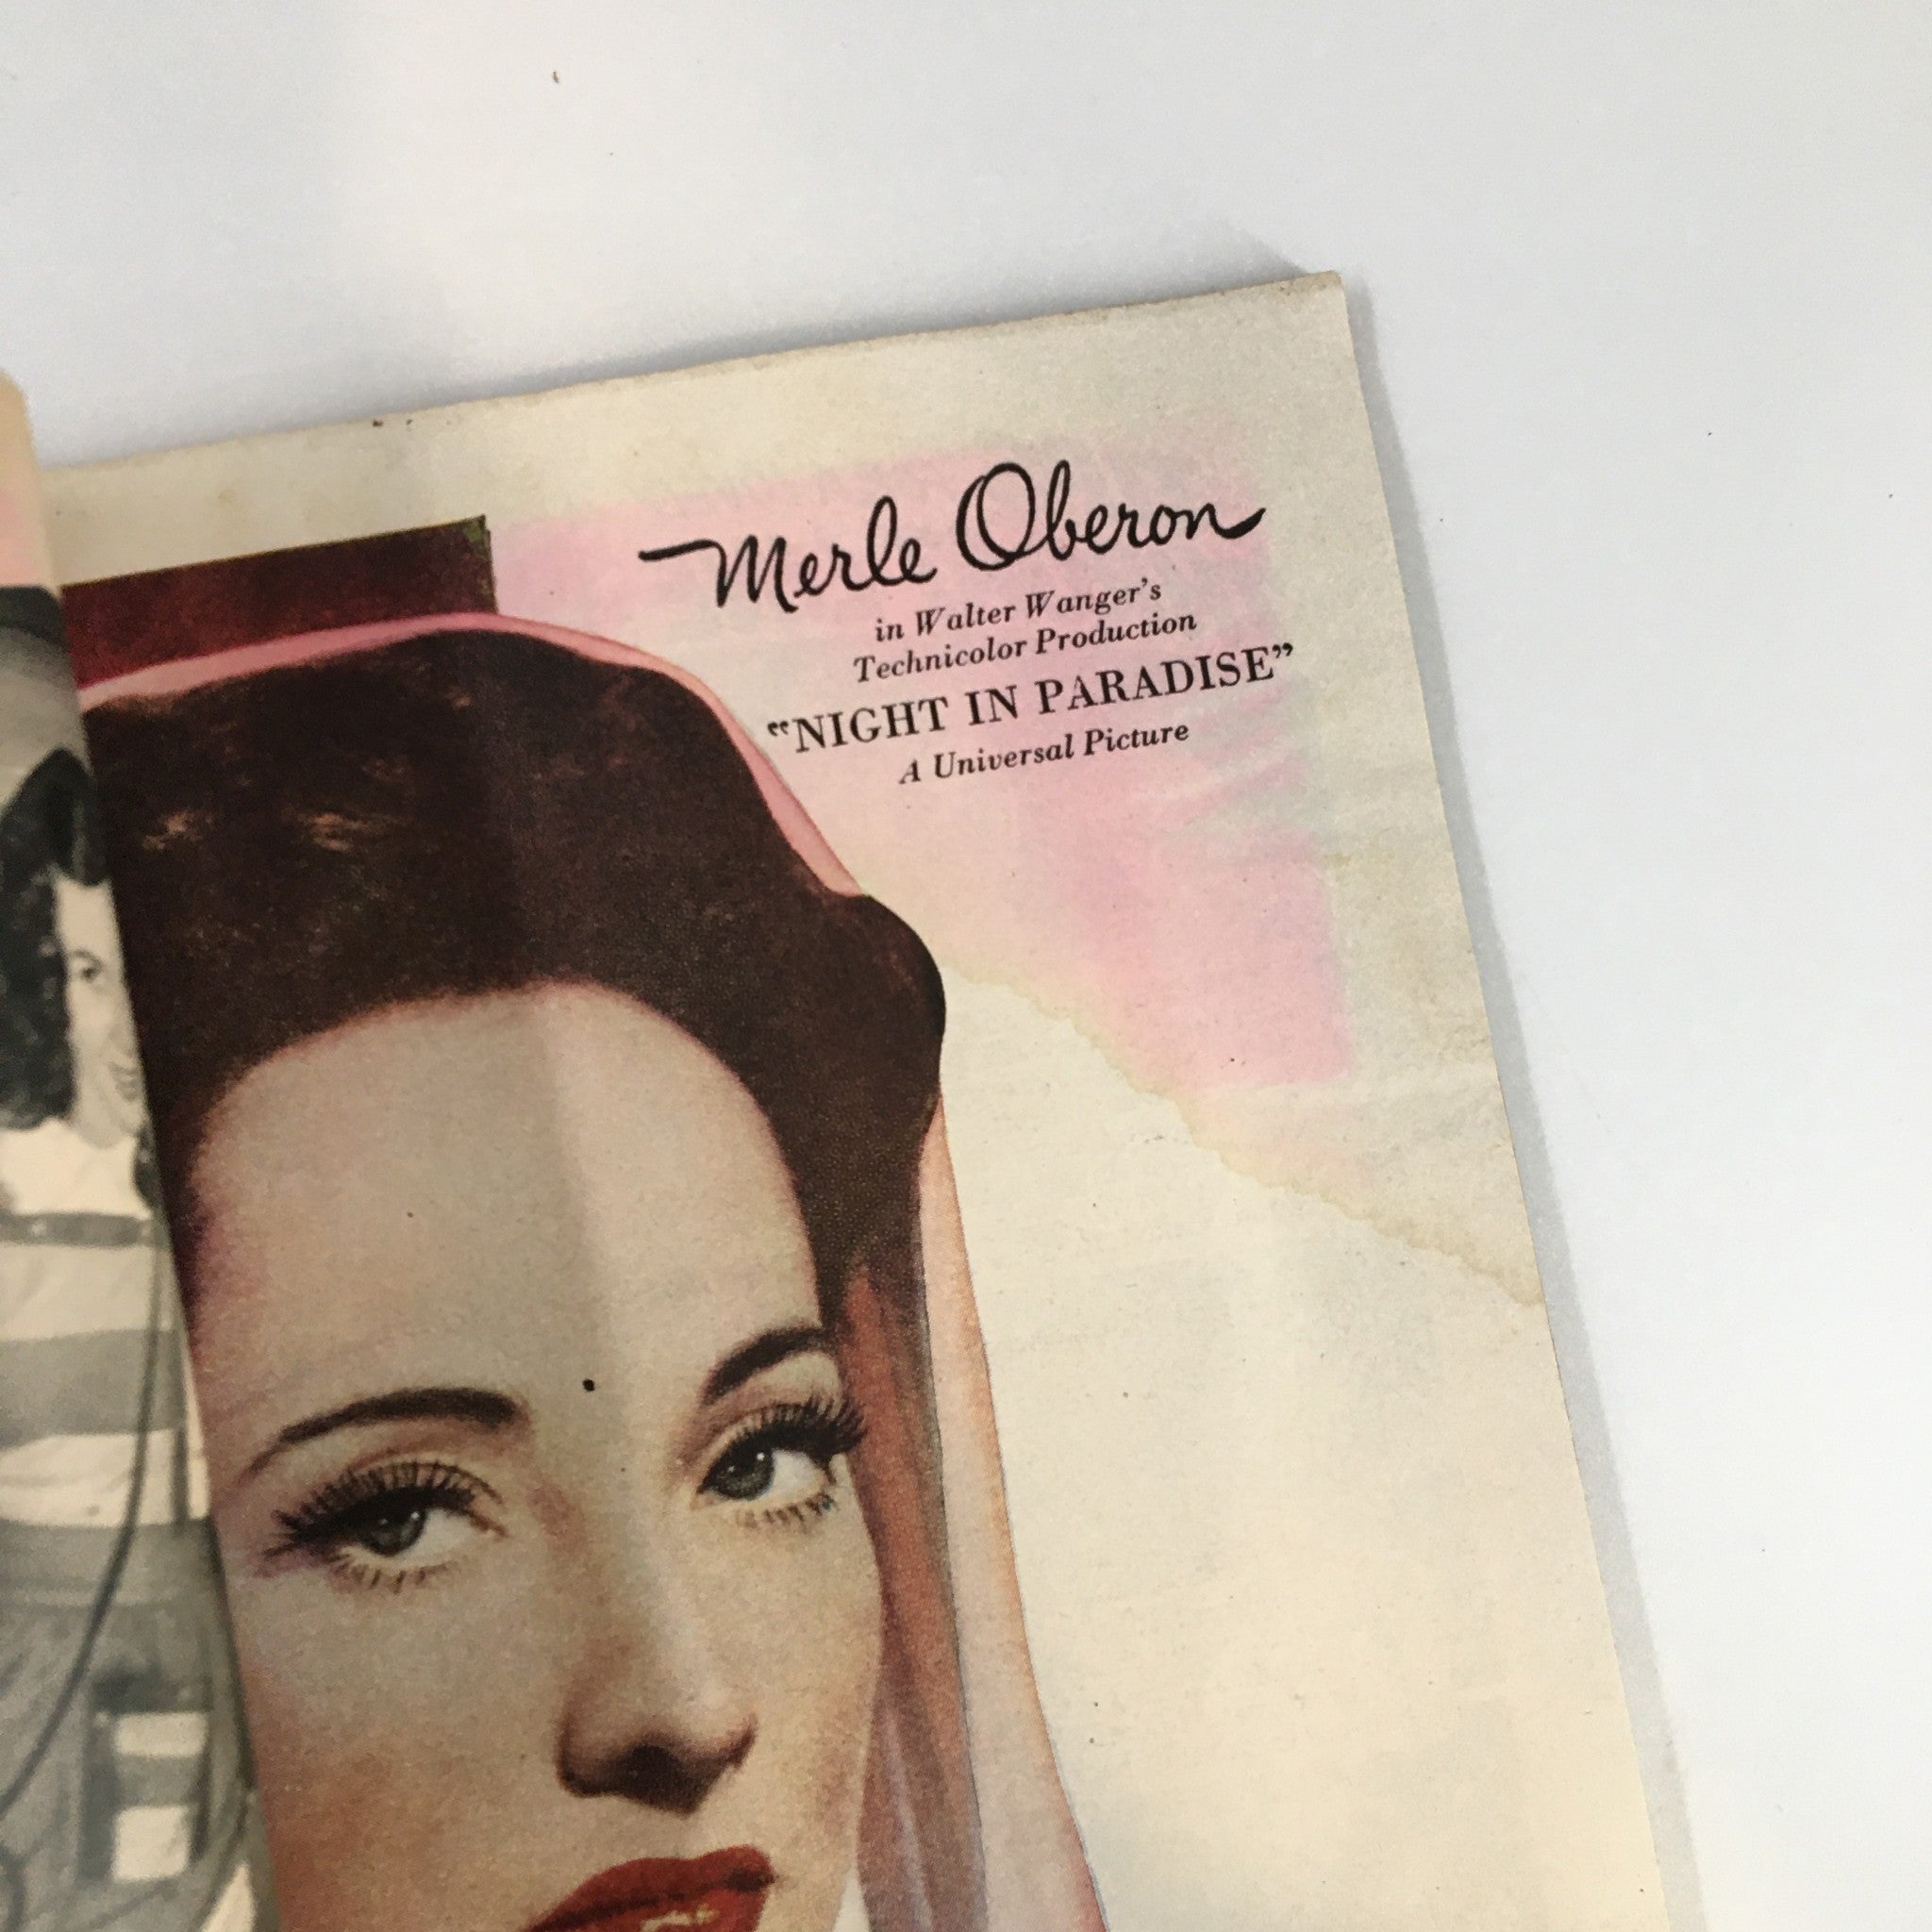 Merle Oberon
in Walter Wanger's
Technicolor Production
"NIGHT IN PARADISE"
A Universal Picture